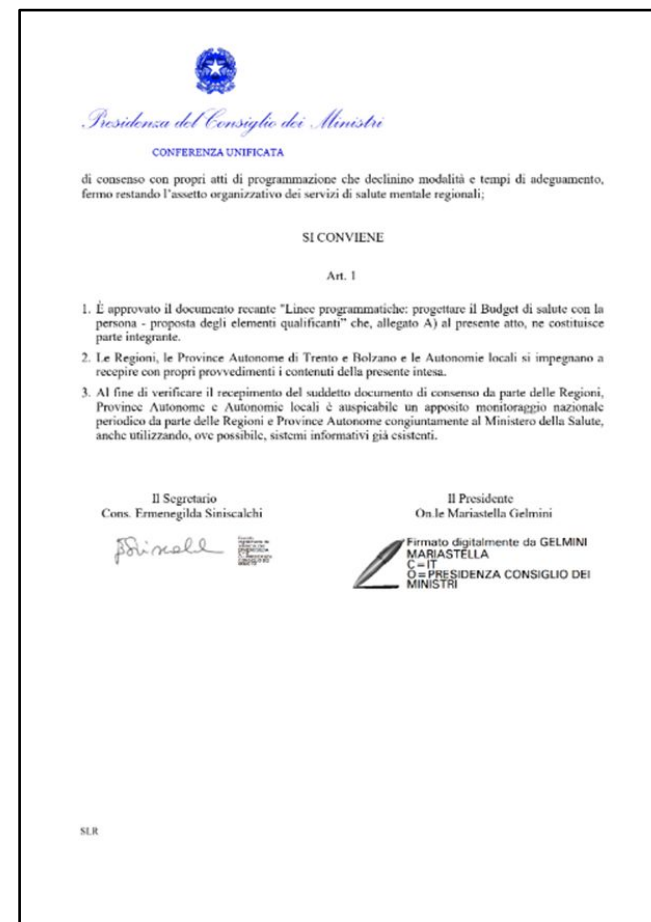 Presidenza del Consiglio dei Ministri
CONFERENZA UNIFICATA
di consenso con propri atti di programmazione che declinino modalità e tempi di adeguamento,
fermo restando l'assetto organizzativo dei servizi di salute mentale regionali;
SI CONVIENE
Art. 1
1. È approvato il documento recante "Linee programmatiche: progettare il Budget di salute con la
persona - proposta degli elementi qualificanti" che, allegato A) al presente atto, ne costituisce
parte integrante.
2. Le Regioni, le Province Autonome di Trento e Bolzano e le Autonomie locali si impegnano a
recepire con propri provvedimenti i contenuti della presente intesa.
3. Al fine di verificare il recepimento del suddetto documento di consenso da parte delle Regioni,
Province Autonome e Autonomie locali è auspicabile un apposito monitoraggio nazionale
periodico da parte delle Regioni e Province Autonome congiuntamente al Ministero della Salute,
anche utilizzando, ove possibile, sistemi informativi già esistenti.
Il Segretario
Cons. Ermenegilda Siniscalchi
Il Presidente
On.le Mariastella Gelmini
Firmato digitalmente da GELMINI
MARIASTELLA
C=IT
O=PRESIDENZA CONSIGLIO DEI
MINISTRI
SLR